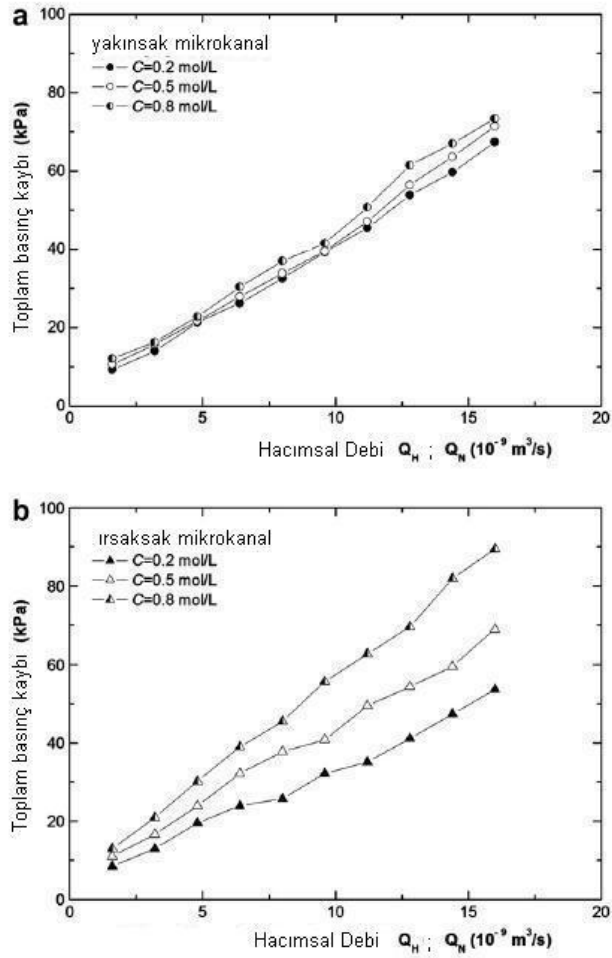 a
yakınsak mikrokanal
C=0.2 mol/L
C=0.5 mol/L
C=0.8 mol/L
Toplam basınç kaybı (kPa)
100
80
60
40
20
0
0 5 10 15 20
Hacımsal Debi Q_H ; Q_N (10⁻⁹ m³/s)
b
ırsaksak mikrokanal
C=0.2 mol/L
C=0.5 mol/L
C=0.8 mol/L
Toplam basınç kaybı (kPa)
100
80
60
40
20
0
0 5 10 15 20
Hacımsal Debi Q_H ; Q_N (10⁻⁹ m³/s)